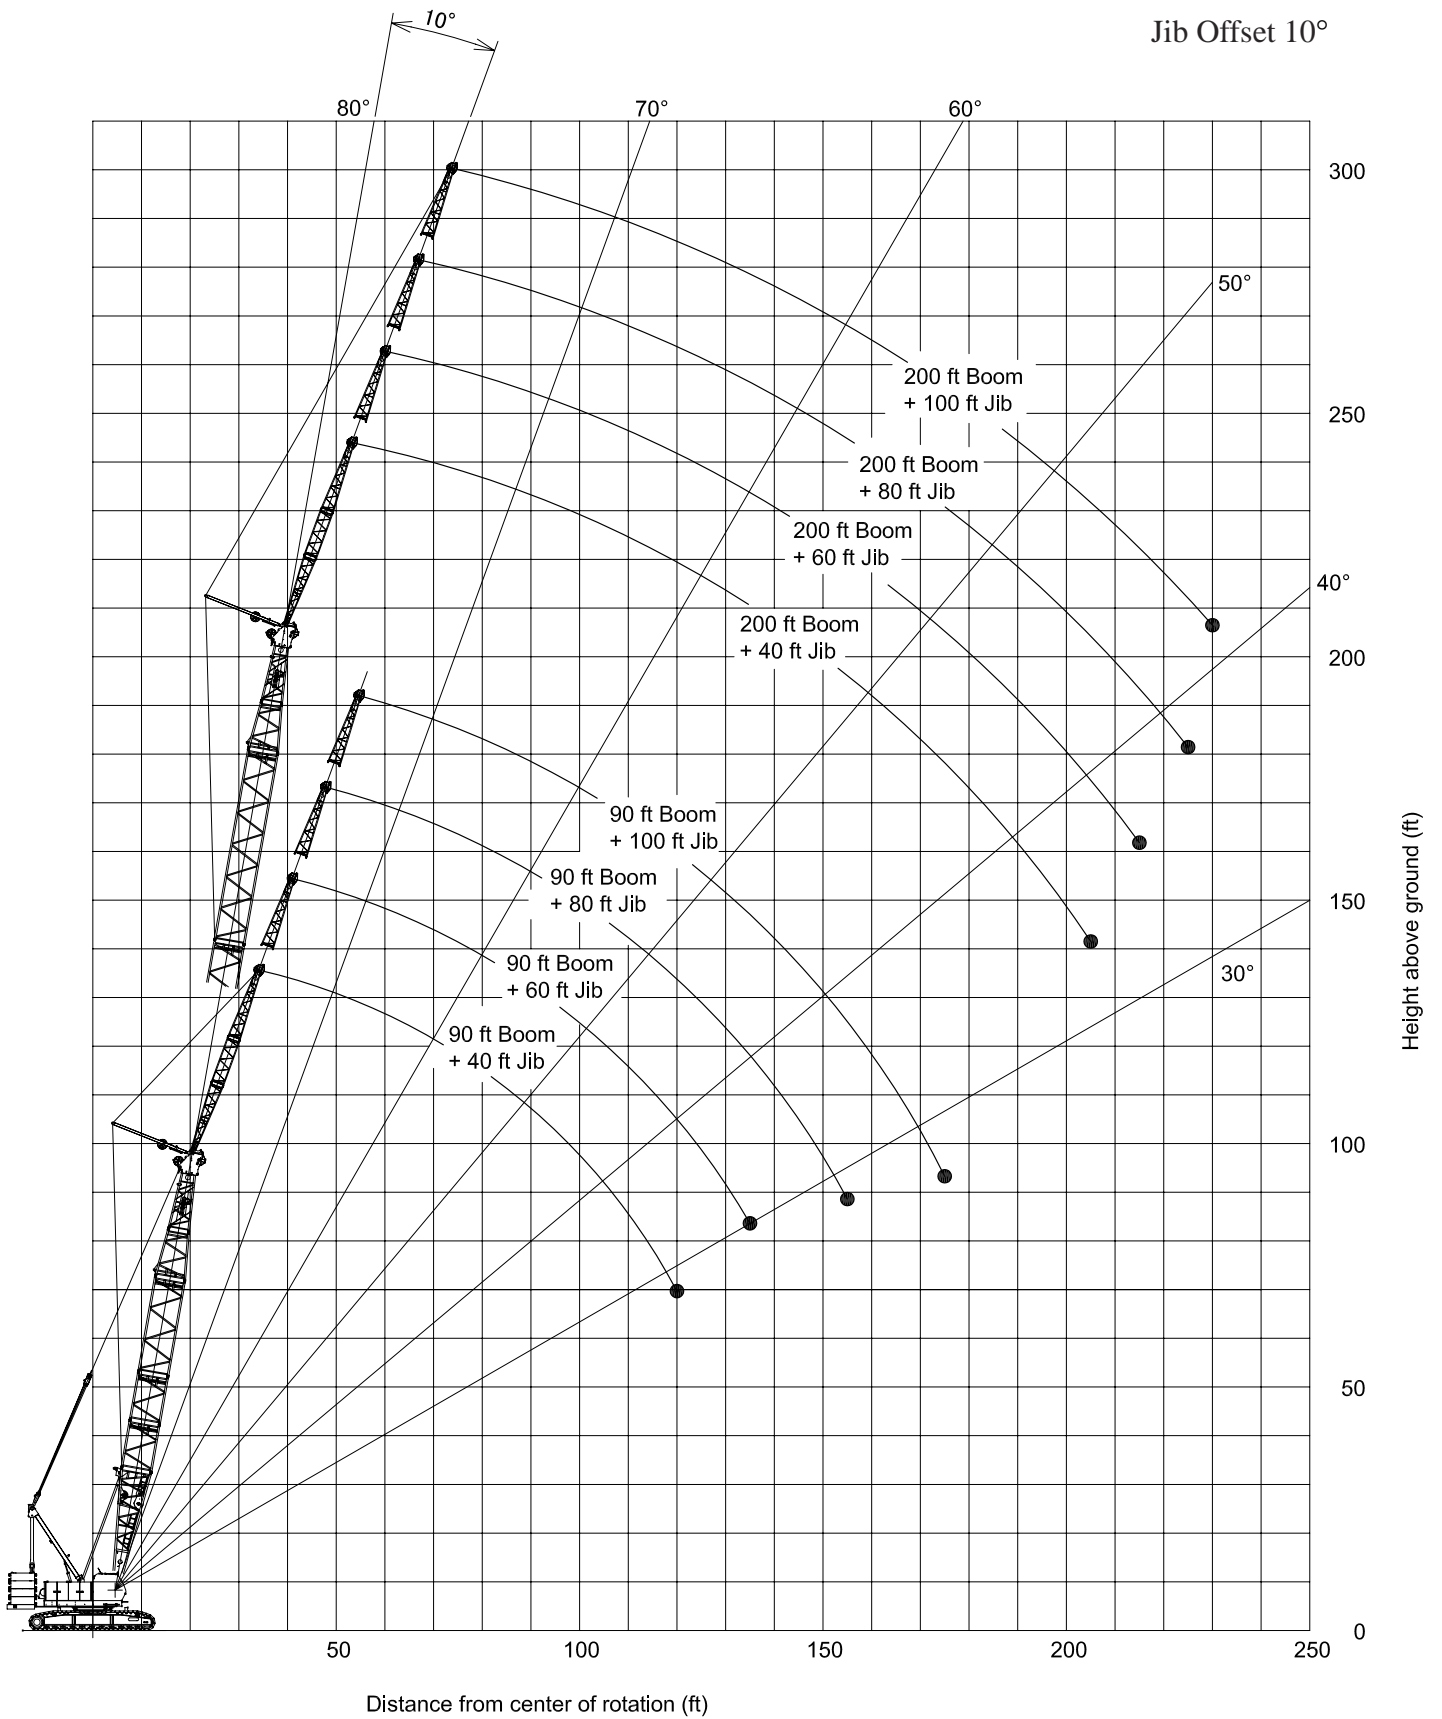 10°
Jib Offset 10°
80°
70°
60°
300
50°
200 ft Boom
+ 100 ft Jib
250
200 ft Boom
+ 80 ft Jib
200 ft Boom
+ 60 ft Jib
40°
200 ft Boom
+ 40 ft Jib
200
90 ft Boom
+ 100 ft Jib
90 ft Boom
+ 80 ft Jib
150
90 ft Boom
+ 60 ft Jib
30°
Height above ground (ft)
90 ft Boom
+ 40 ft Jib
100
50
0
50
100
150
200
250
Distance from center of rotation (ft)